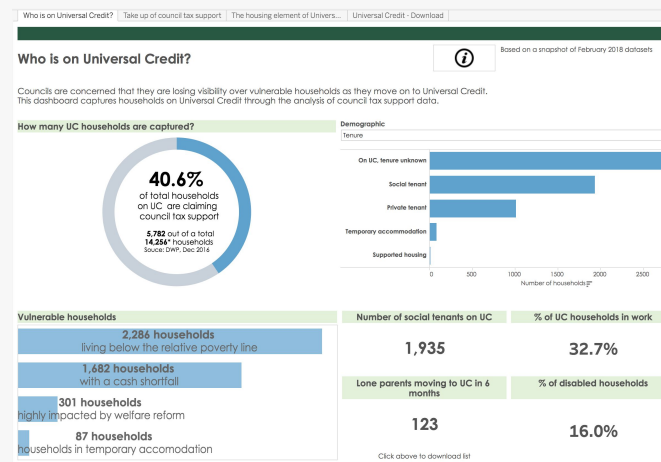 Who is on Universal Credit?
Take up of council tax support
The housing element of Univers...
Universal Credit - Download
Who is on Universal Credit?
Based on a snapshot of February 2018 datasets
Councils are concerned that they are losing visibility over vulnerable households as they move on to Universal Credit.
This dashboard captures households on Universal Credit through the analysis of council tax support data.
How many UC households are captured?
40.6%
of total households
on UC are claiming
council tax support
5,782 out of a total
14,256* households
Souce: DWP, Dec 2016
Demographic
Tenure
On UC, tenure unknown
Social tenant
Private tenant
Temporary accommodation
Supported housing
0 500 1000 1500 2000 2500
Number of households
Vulnerable households
2,286 households
living below the relative poverty line
1,682 households
with a cash shortfall
301 households
highly impacted by welfare reform
87 households
households in temporary accomodation
Number of social tenants on UC
1,935
% of UC households in work
32.7%
Lone parents moving to UC in 6
months
123
Click above to download list
% of disabled households
16.0%